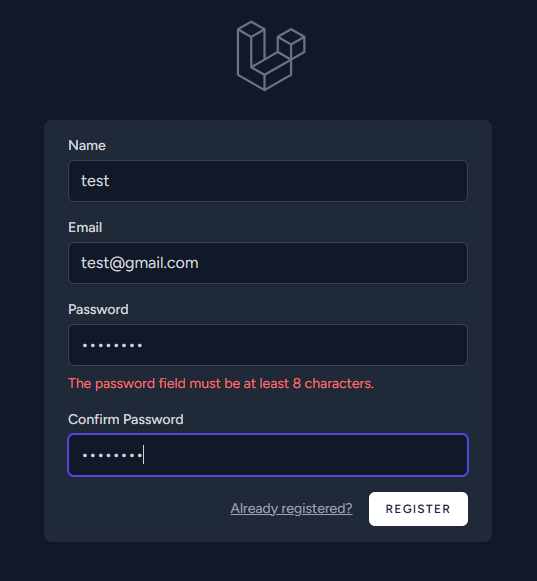 Name
test
Email
test@gmail.com
Password
••••••••
The password field must be at least 8 characters.
Confirm Password
••••••••
Already registered? REGISTER